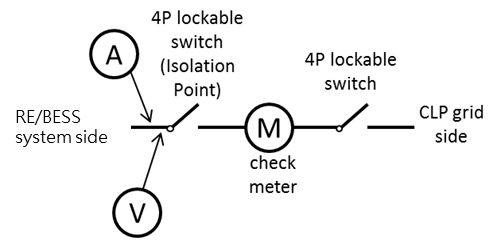 4P lockable
switch
(Isolation
Point)
A
4P lockable
switch
RE/BESS
system side
M
CLP grid
side
check
meter
V